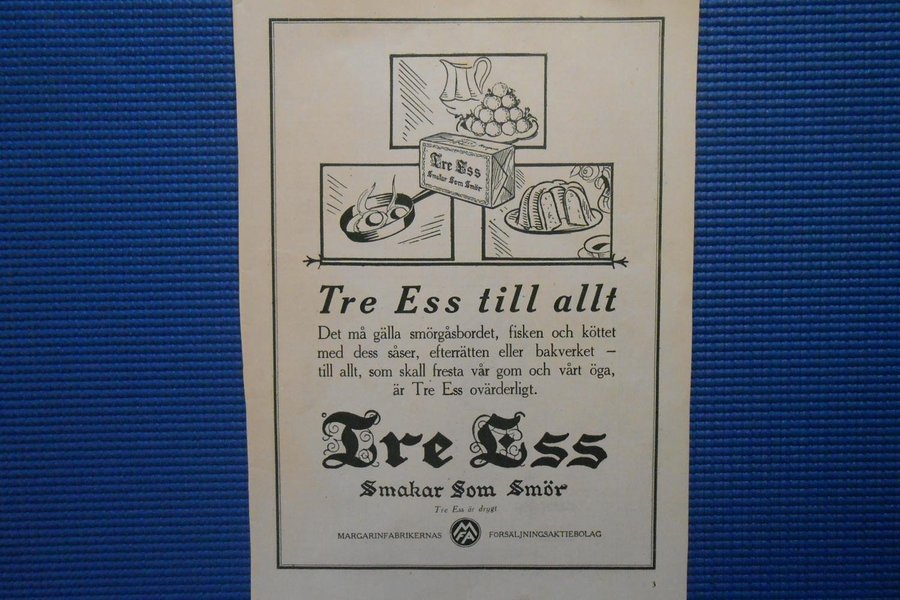 Tre Ess
Smakar Som Smör
Tre Ess till allt
Det må gälla smörgåsbordet, fisken och köttet
med dess såser, efterrätten eller bakverket —
till allt, som skall fresta vår gom och vårt öga,
är Tre Ess ovärderligt.
Tre Ess
Smakar Som Smör
Tre Ess är drygt
MARGARINFABRIKERNAS MFA FÖRSÄLJNINGSAKTIEBOLAG
3